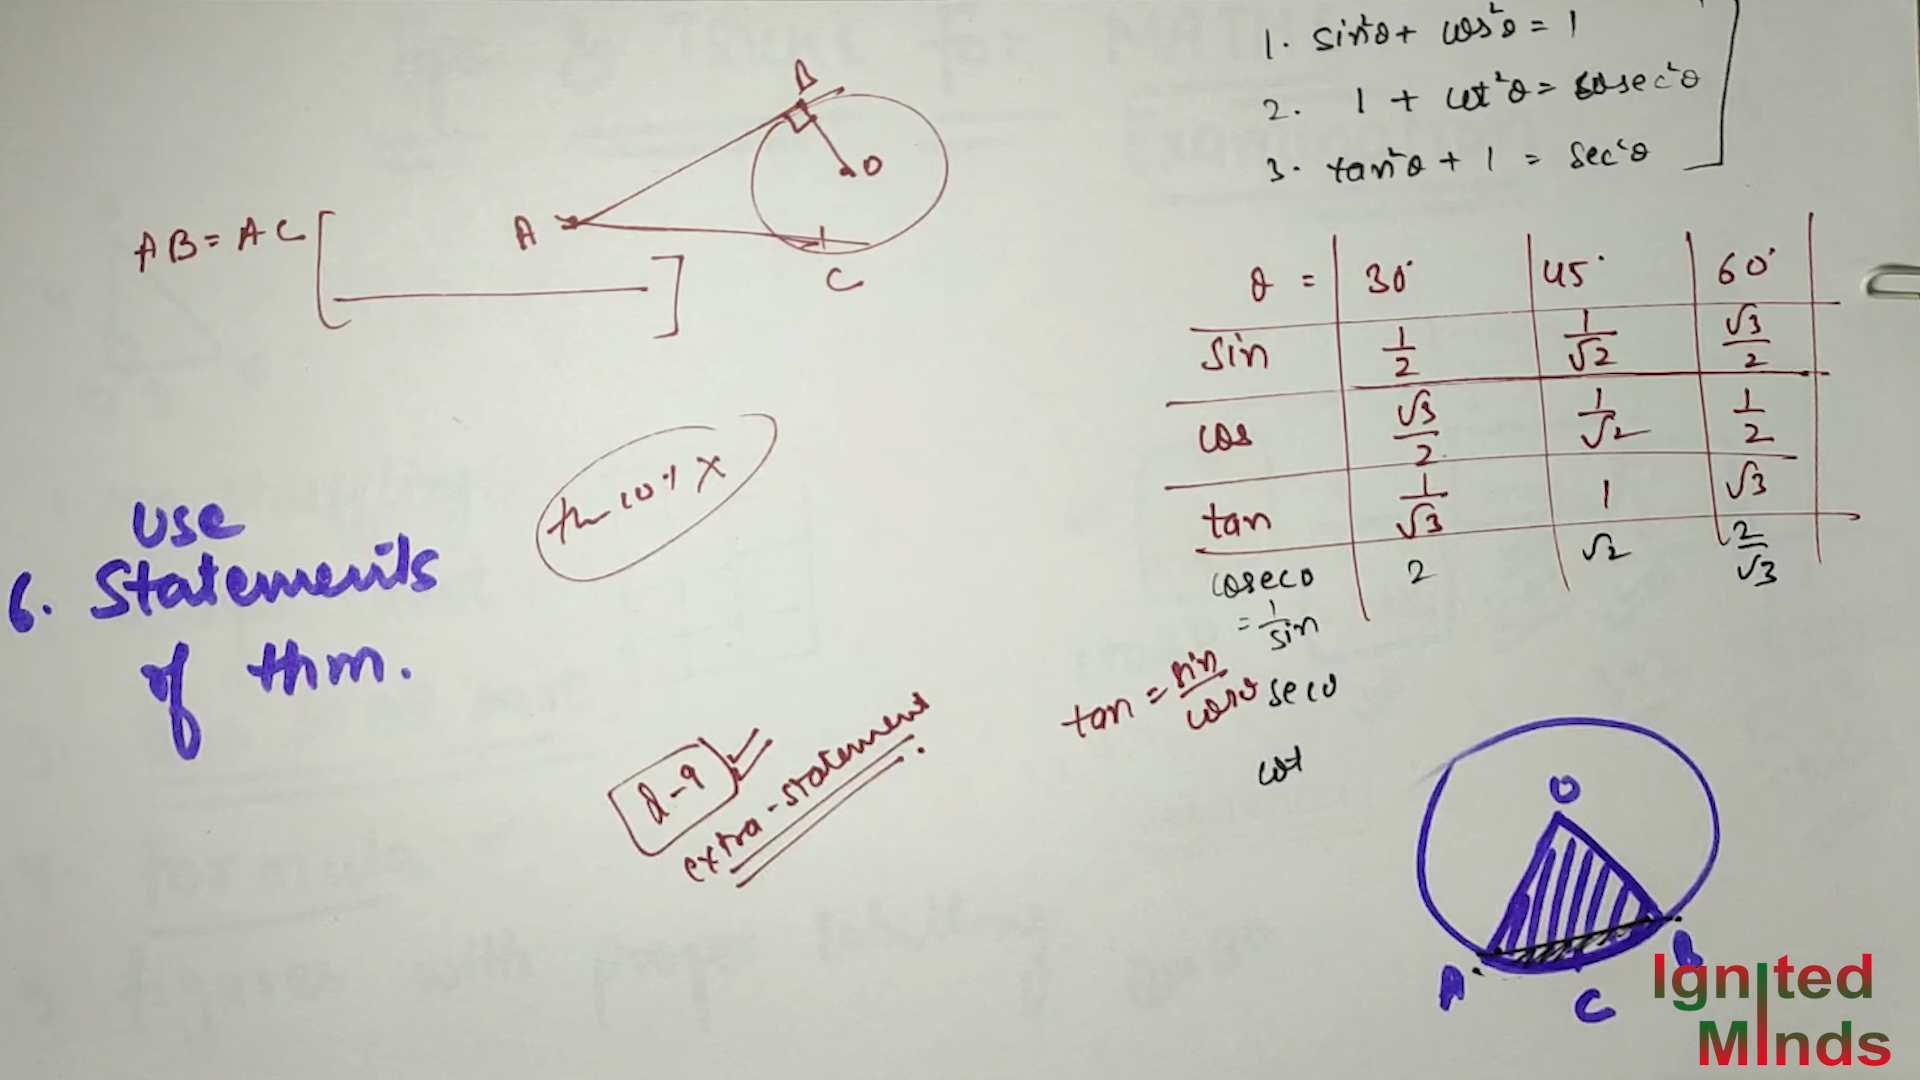 1. sin²θ + cos²θ = 1
2. 1 + cot²θ = cosec²θ
3. tan²θ + 1 = sec²θ
B
O
A
C
AB = AC [ ]
θ = 30° 45° 60°
sin 1/2 1/√2 √3/2
cos √3/2 1/√2 1/2
tan 1/√3 1 √3
cosecθ 2 √2 2/√3
= 1/sin
tan = sin/cosθ
secθ
cot
6. Use
Statements
of thm.
extra-statement.
O
A
B
C
Ignited
Minds